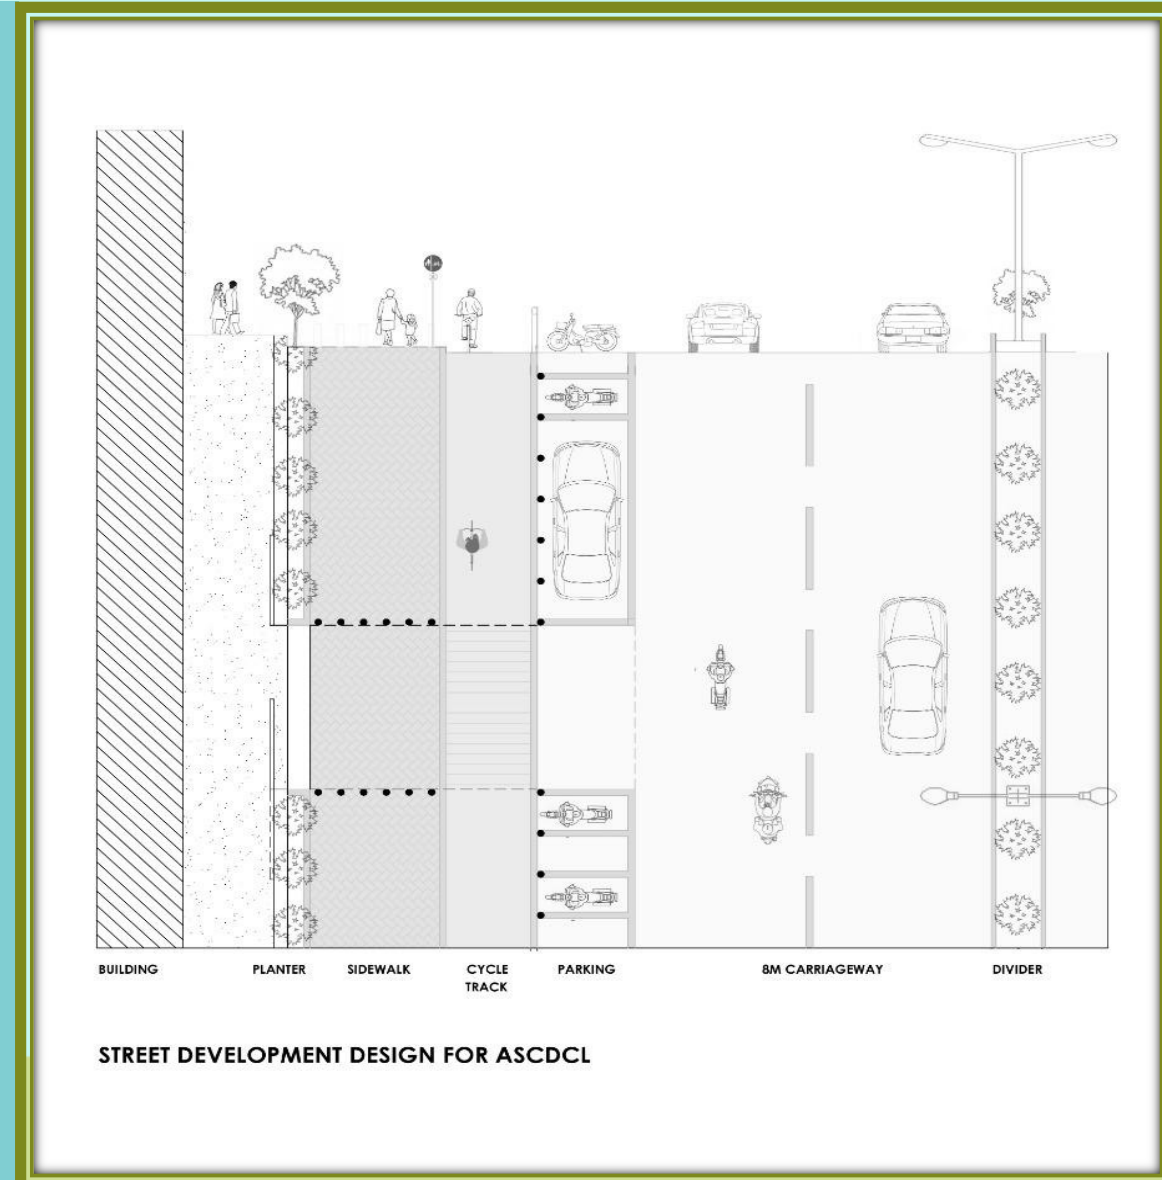 BUILDING
PLANTER
SIDEWALK
CYCLE
TRACK
PARKING
8M CARRIAGEWAY
DIVIDER
STREET DEVELOPMENT DESIGN FOR ASCDCL